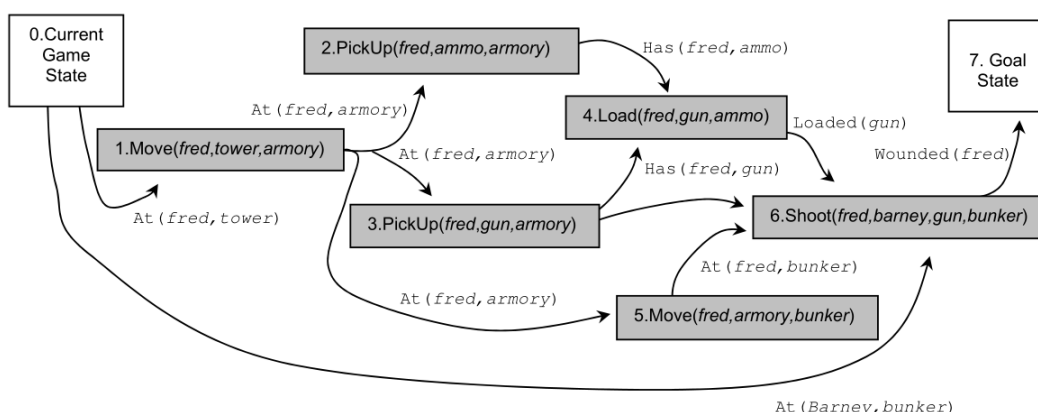 0.Current
Game
State
2.PickUp(fred,ammo,armory)
Has(fred,ammo)
7. Goal
State
At(fred,armory)
4.Load(fred,gun,ammo)
Loaded(gun)
1.Move(fred,tower,armory)
At(fred,armory)
Has(fred,gun)
Wounded(fred)
At(fred,tower)
3.PickUp(fred,gun,armory)
6.Shoot(fred,barney,gun,bunker)
At(fred,bunker)
At(fred,armory)
5.Move(fred,armory,bunker)
At(Barney,bunker)